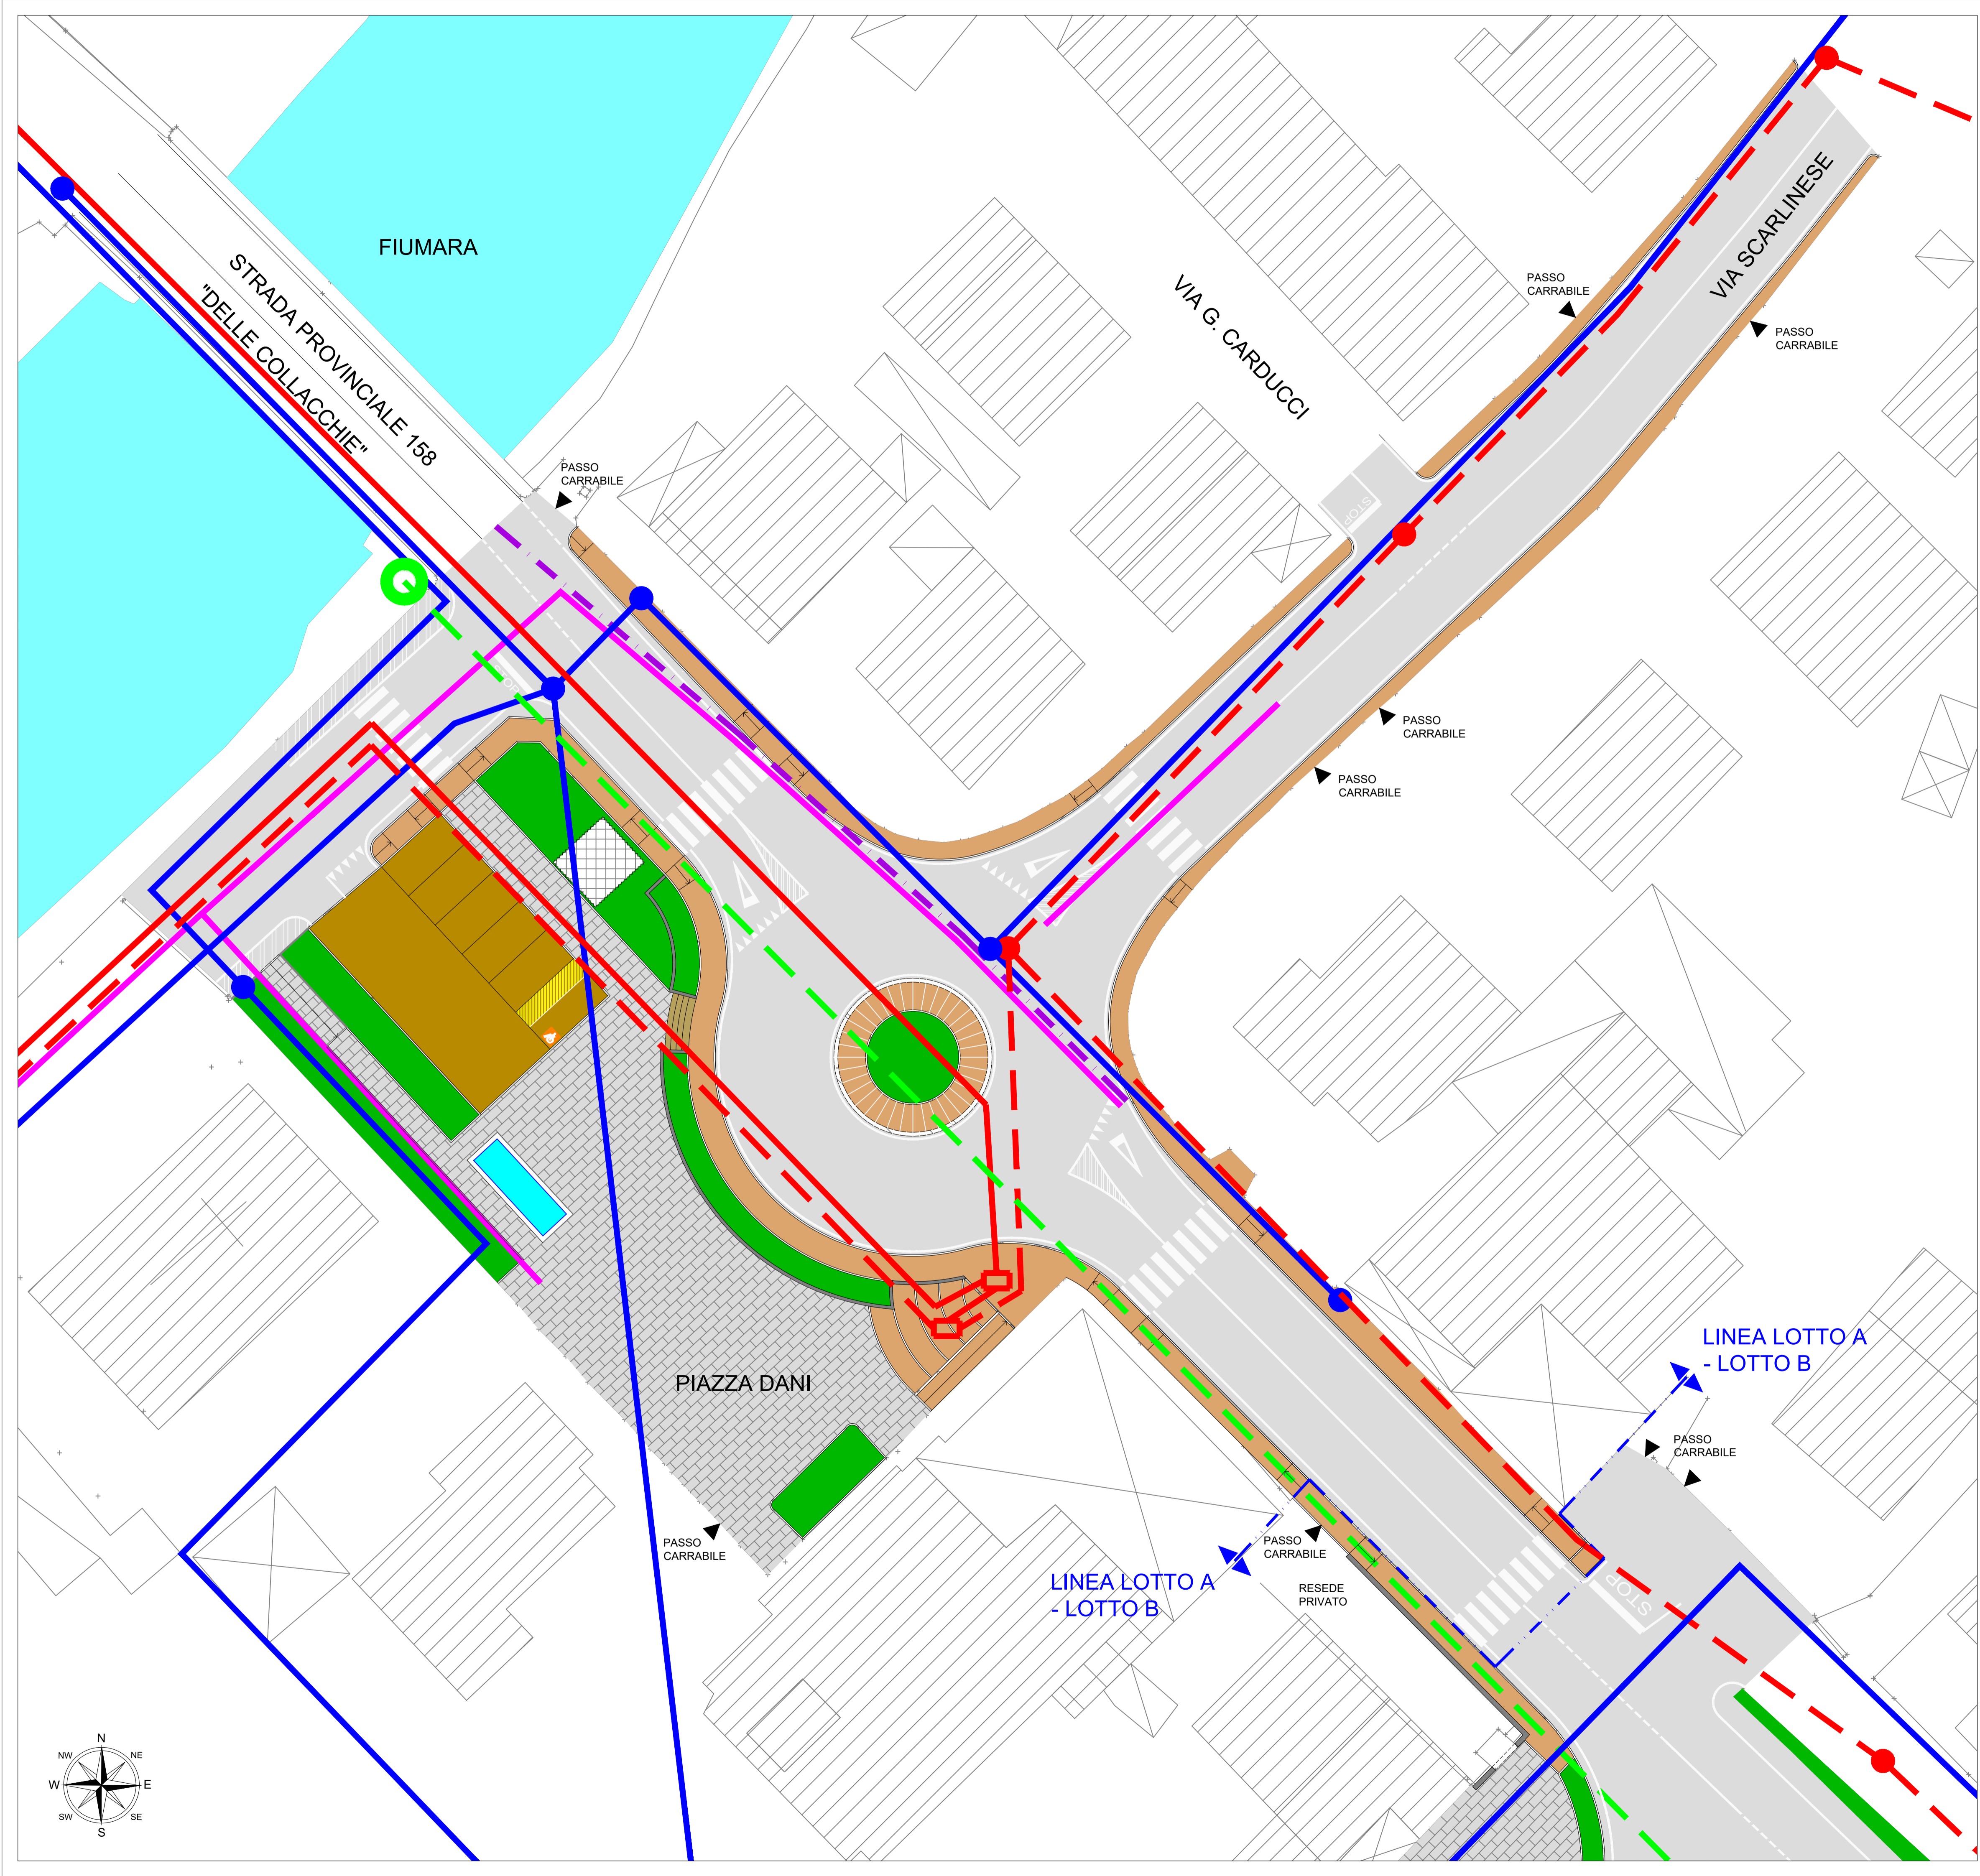 FIUMARA
STRADA PROVINCIALE 158
"DELLE COLLACCHIE"
VIA G. CARDUCCI
VIA SCARLINESE
PASSO
CARRABILE
PASSO
CARRABILE
PASSO
CARRABILE
STOP
PASSO
CARRABILE
PASSO
CARRABILE
PIAZZA DANI
LINEA LOTTO A
- LOTTO B
PASSO
CARRABILE
PASSO
CARRABILE
PASSO
CARRABILE
LINEA LOTTO A
- LOTTO B
RESEDE
PRIVATO
STOP
N
NW
NE
W
E
SW
SE
S